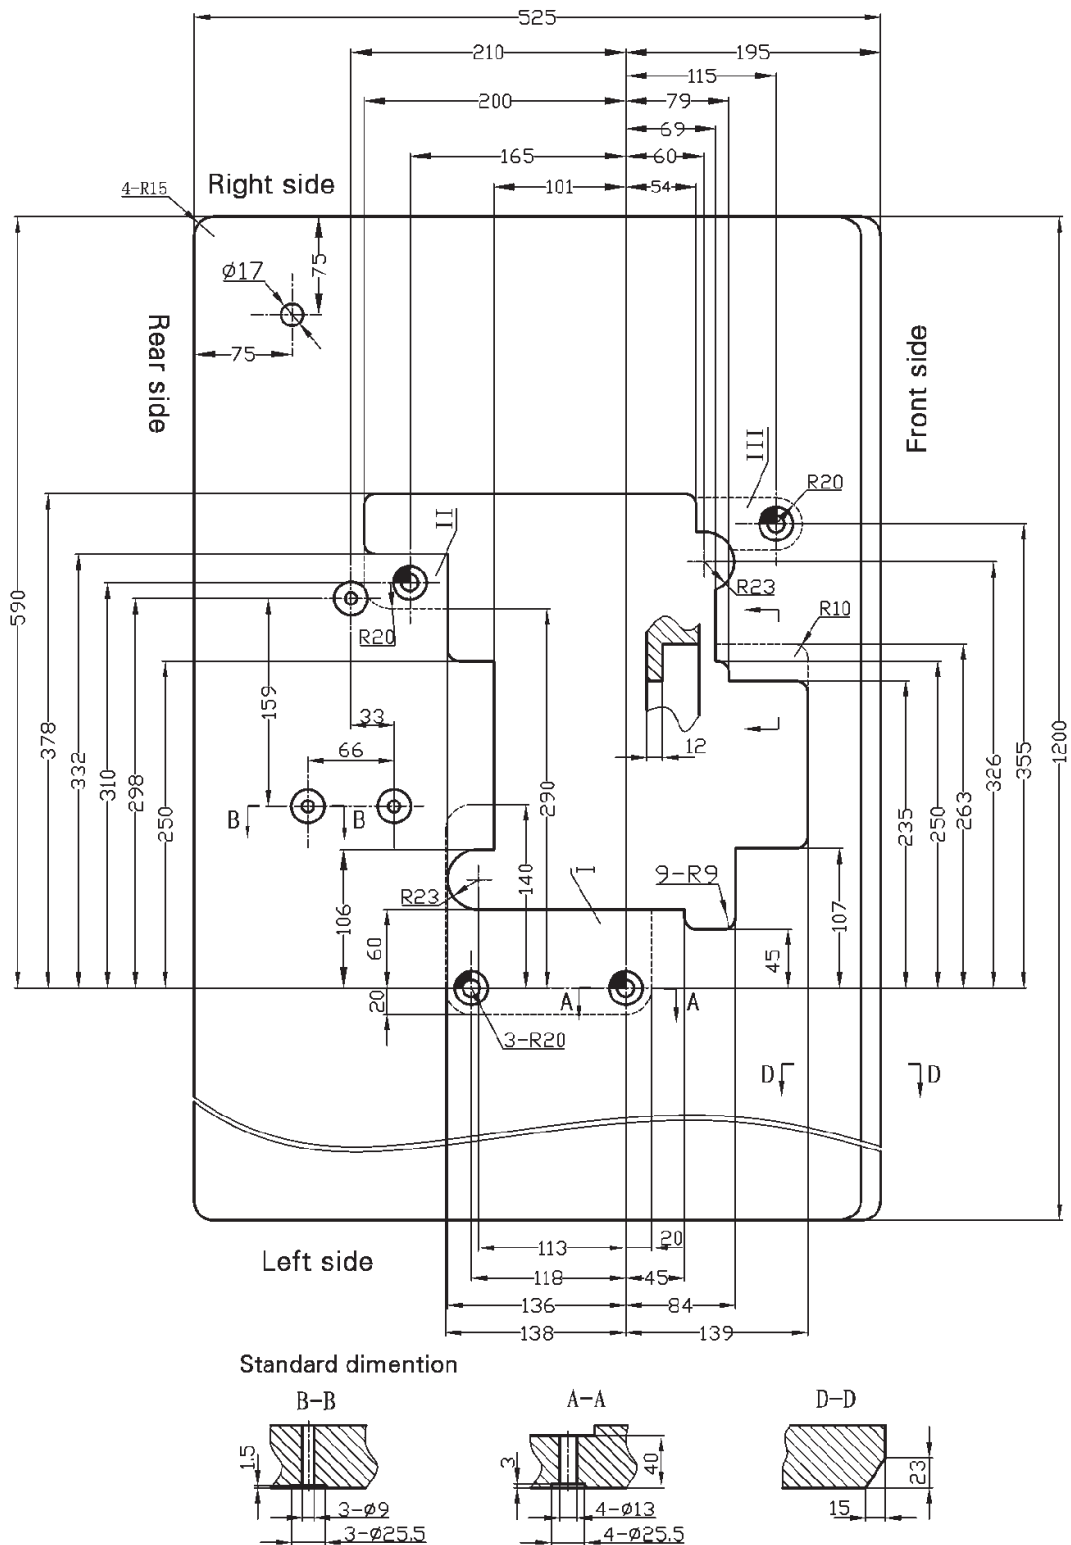 525
210
195
115
200
79
69
165
60
101
54
4-R15
Right side
75
Ø17
75
Rear side
Front side
III
R20
II
R23
R10
R20
590
378
332
310
298
250
159
33
66
12
290
B
B
140
I
9-R9
R23
106
60
20
A
A
3-R20
45
107
235
250
263
326
355
1200
D
D
Left side
113
20
118
45
136
84
138
139
Standard dimention
B-B
A-A
D-D
1.5
3-Ø9
3-Ø25.5
3
40
4-Ø13
4-Ø25.5
23
15